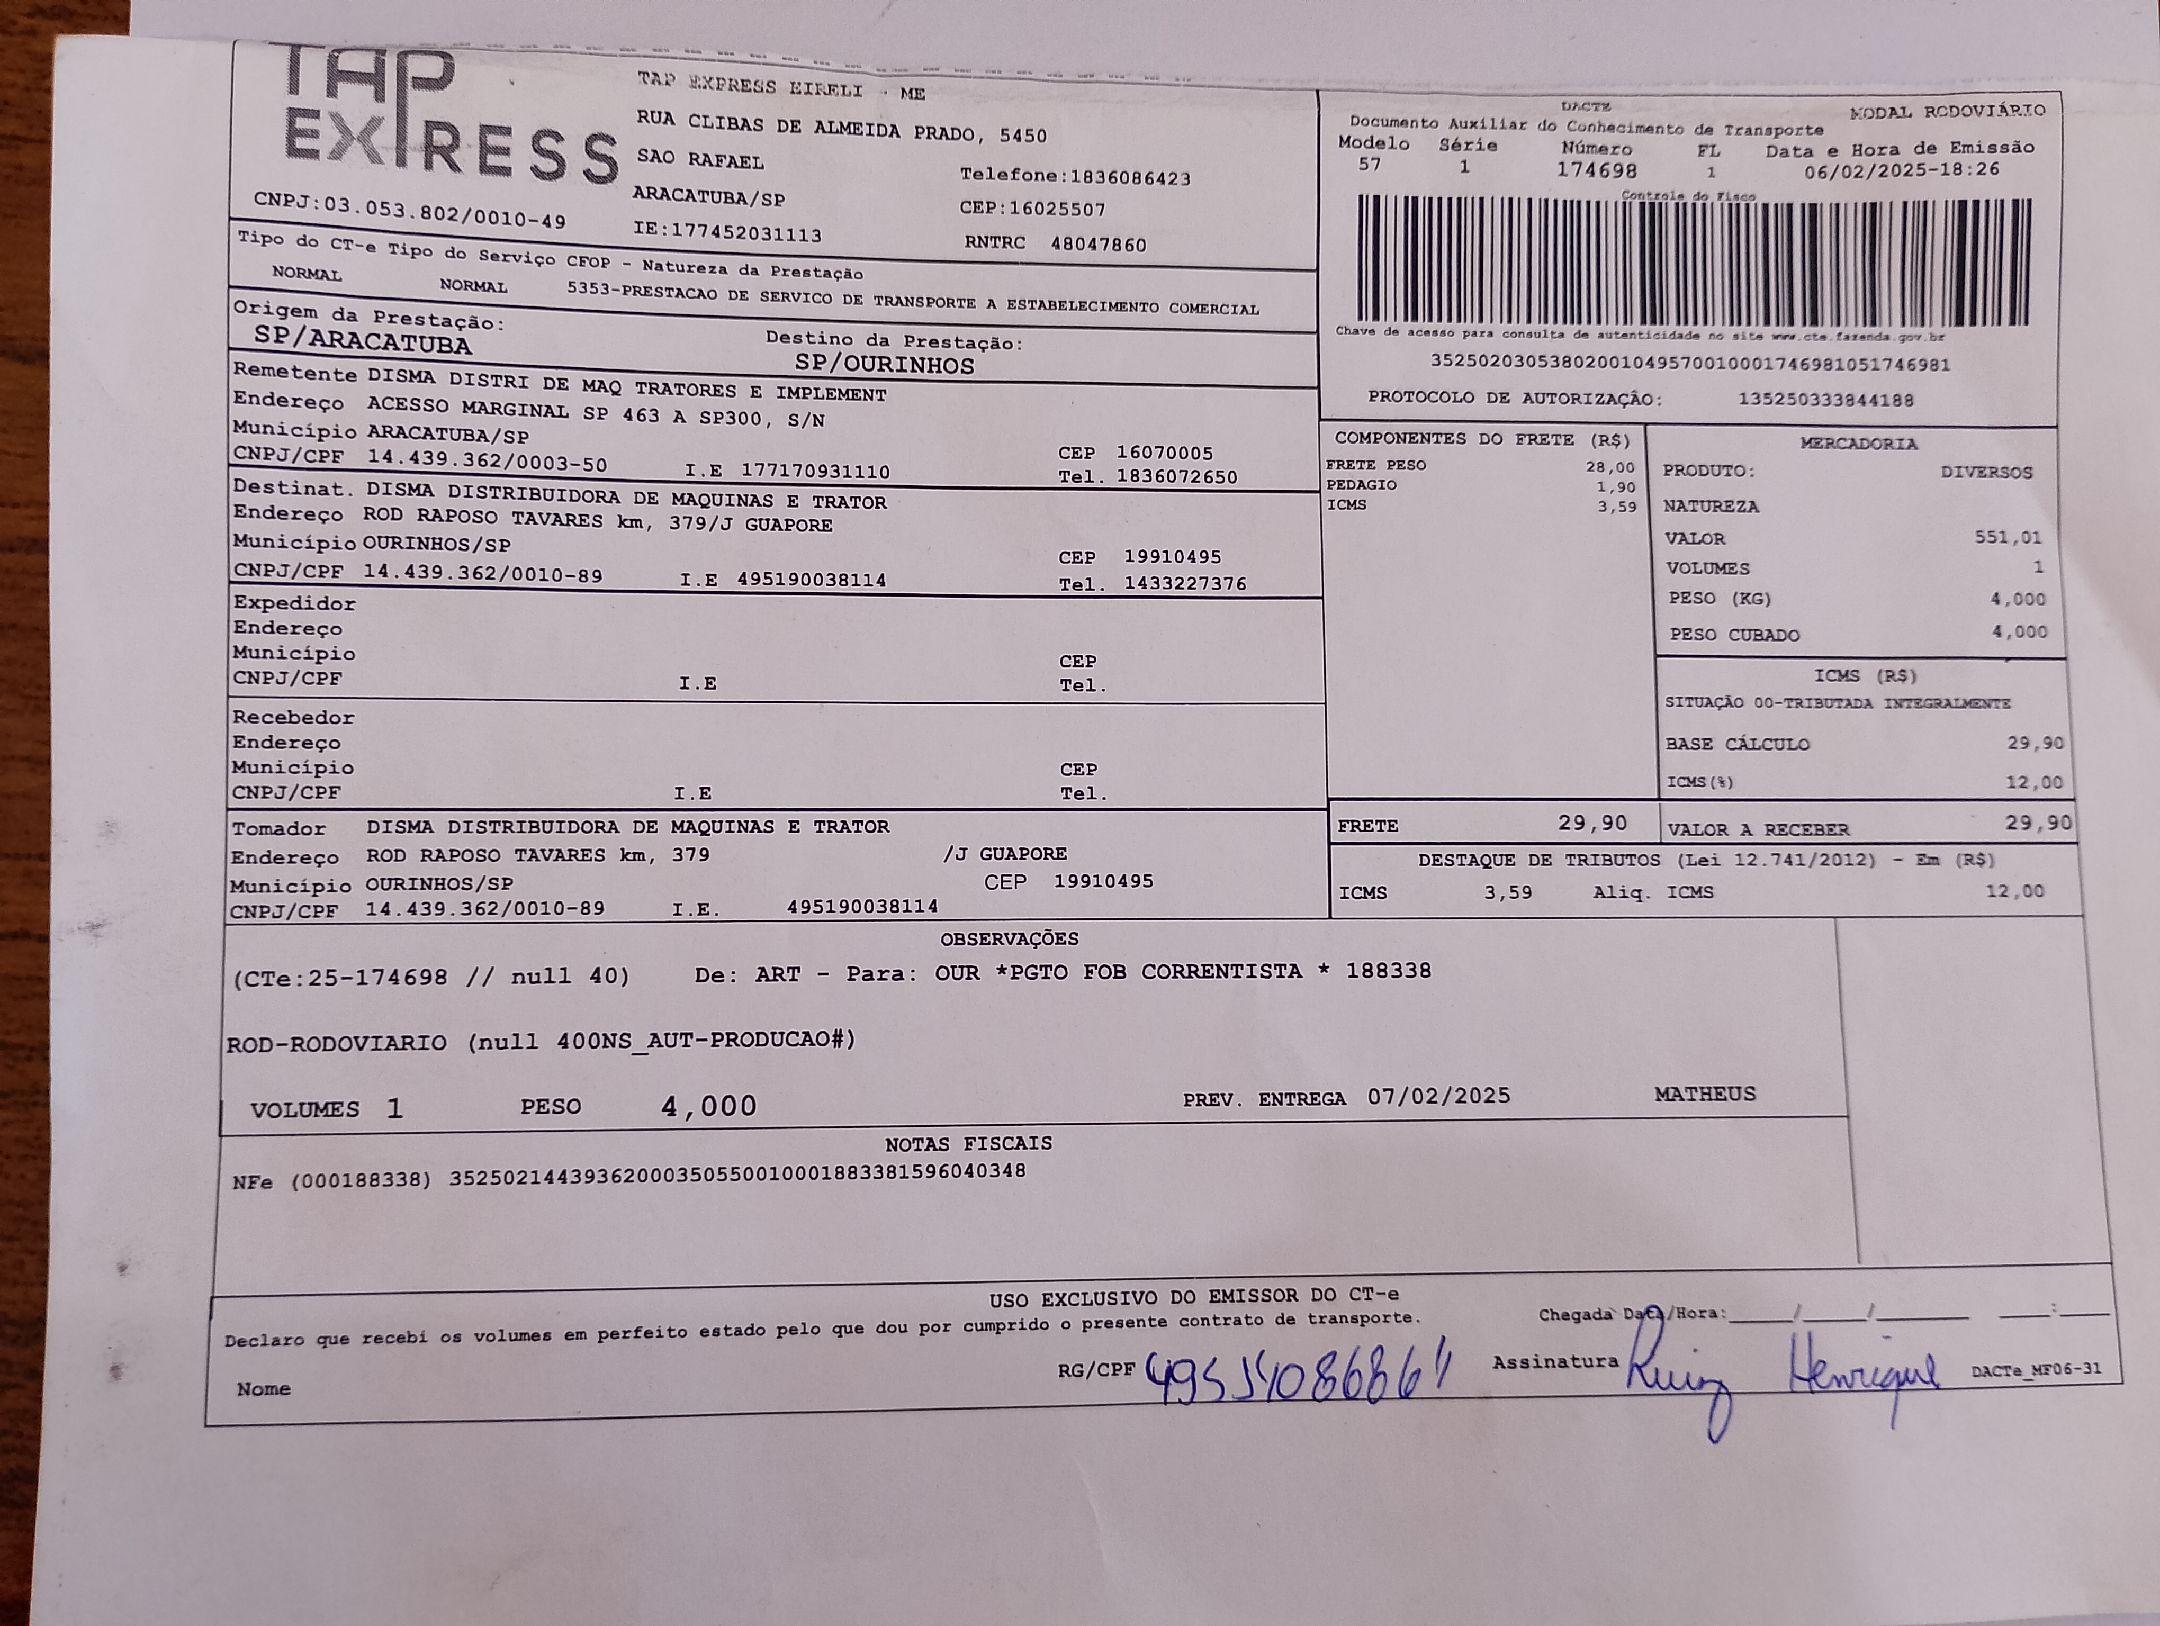 TAP
EXPRESS
CNPJ:03.053.802/0010-49
TAP EXPRESS EIRELI - ME
RUA CLIBAS DE ALMEIDA PRADO, 5450
SAO RAFAEL
Telefone:1836086423
ARACATUBA/SP
CEP:16025507
IE:177452031113
RNTRC 48047860
DACTE
MODAL RODOVIÁRIO
Documento Auxiliar do Conhecimento de Transporte
Modelo Série Número FL Data e Hora de Emissão
57 1 174698 1 06/02/2025-18:26
Controle do Fisco
Chave de acesso para consulta de autenticidade no site www.cte.fazenda.gov.br
35250203053802001049570010001746981051746981
PROTOCOLO DE AUTORIZAÇÃO: 135250333844188
Tipo do CT-e Tipo do Serviço CFOP - Natureza da Prestação
NORMAL NORMAL 5353-PRESTACAO DE SERVICO DE TRANSPORTE A ESTABELECIMENTO COMERCIAL
Origem da Prestação: Destino da Prestação:
SP/ARACATUBA SP/OURINHOS
Remetente DISMA DISTRI DE MAQ TRATORES E IMPLEMENT
Endereço ACESSO MARGINAL SP 463 A SP300, S/N
Município ARACATUBA/SP CEP 16070005
CNPJ/CPF 14.439.362/0003-50 I.E 177170931110 Tel. 1836072650
Destinat. DISMA DISTRIBUIDORA DE MAQUINAS E TRATOR
Endereço ROD RAPOSO TAVARES km, 379/J GUAPORE
Município OURINHOS/SP CEP 19910495
CNPJ/CPF 14.439.362/0010-89 I.E 495190038114 Tel. 1433227376
Expedidor
Endereço
Município CEP
CNPJ/CPF I.E Tel.
Recebedor
Endereço
Município CEP
CNPJ/CPF I.E Tel.
Tomador DISMA DISTRIBUIDORA DE MAQUINAS E TRATOR
Endereço ROD RAPOSO TAVARES km, 379 /J GUAPORE
Município OURINHOS/SP CEP 19910495
CNPJ/CPF 14.439.362/0010-89 I.E. 495190038114
COMPONENTES DO FRETE (R$)
FRETE PESO 28,00
PEDAGIO 1,90
ICMS 3,59
MERCADORIA
PRODUTO: DIVERSOS
NATUREZA
VALOR 551,01
VOLUMES 1
PESO (KG) 4,000
PESO CUBADO 4,000
ICMS (R$)
SITUAÇÃO 00-TRIBUTADA INTEGRALMENTE
BASE CÁLCULO 29,90
ICMS(%) 12,00
FRETE 29,90 VALOR A RECEBER 29,90
DESTAQUE DE TRIBUTOS (Lei 12.741/2012) - Em (R$)
ICMS 3,59 Aliq. ICMS 12,00
OBSERVAÇÕES
(CTe:25-174698 // null 40) De: ART - Para: OUR *PGTO FOB CORRENTISTA * 188338
ROD-RODOVIARIO (null 400NS_AUT-PRODUCAO#)
VOLUMES 1 PESO 4,000 PREV. ENTREGA 07/02/2025 MATHEUS
NOTAS FISCAIS
NFe (000188338) 35250214439362000350550010001883381596040348
USO EXCLUSIVO DO EMISSOR DO CT-e
Declaro que recebi os volumes em perfeito estado pelo que dou por cumprido o presente contrato de transporte.
Chegada Data/Hora:_____/_____/________ ____:____
Nome RG/CPF Assinatura Henrique DACTe_MF06-31